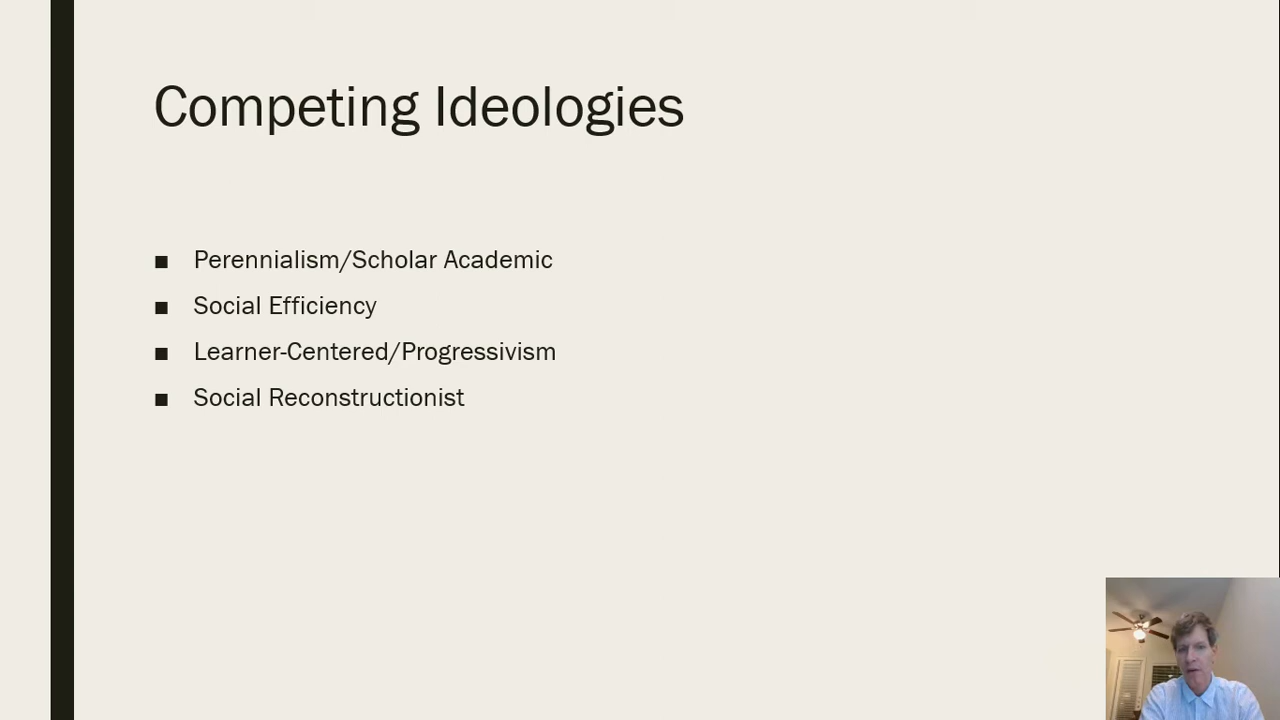 Competing Ideologies
■ Perennialism/Scholar Academic
■ Social Efficiency
■ Learner-Centered/Progressivism
■ Social Reconstructionist